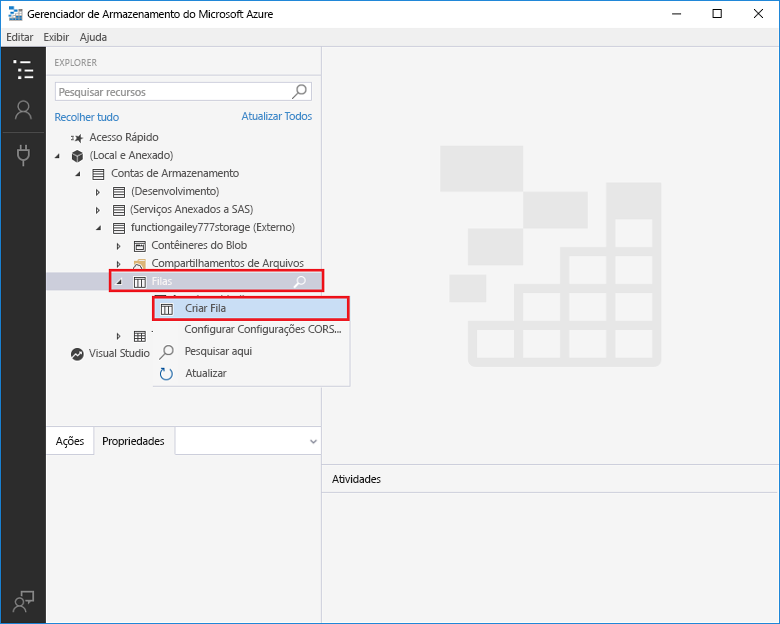 Gerenciador de Armazenamento do Microsoft Azure
Editar Exibir Ajuda
EXPLORER
Pesquisar recursos
Recolher tudo Atualizar Todos
Acesso Rápido
(Local e Anexado)
Contas de Armazenamento
(Desenvolvimento)
(Serviços Anexados a SAS)
functiongailey777storage (Externo)
Contêineres do Blob
Compartilhamentos de Arquivos
Filas
Criar Fila
Configurar Configurações CORS...
Visual Studio
Pesquisar aqui
Atualizar
Ações Propriedades
Atividades